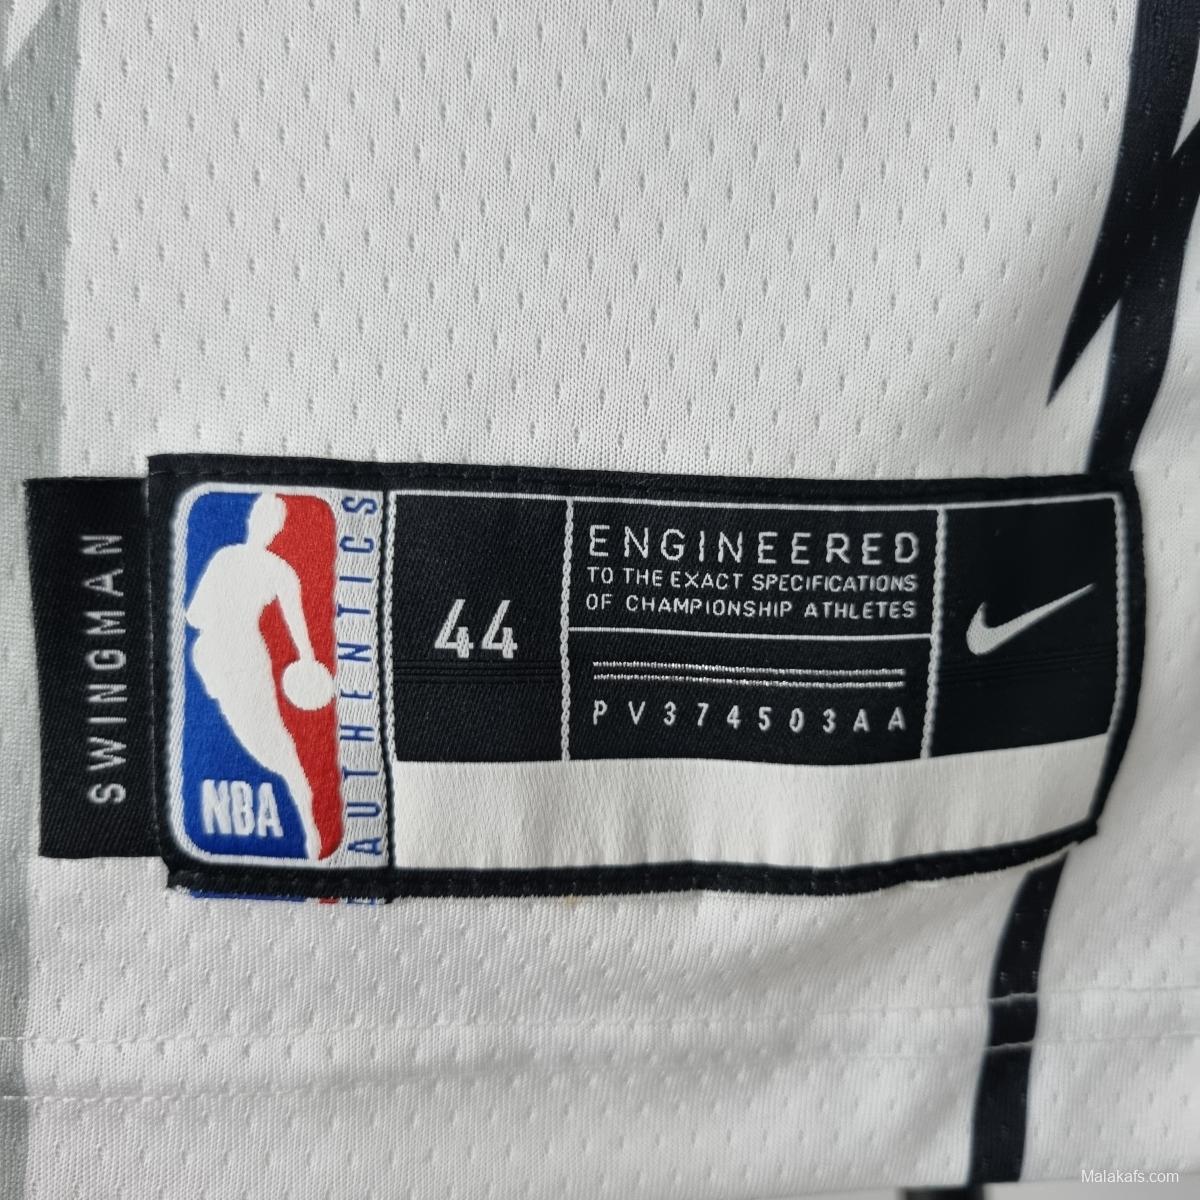 SWINGMAN
NBA
AUTHENTICS
44
ENGINEERED
TO THE EXACT SPECIFICATIONS
OF CHAMPIONSHIP ATHLETES
PV374503AA
Malakafs.com